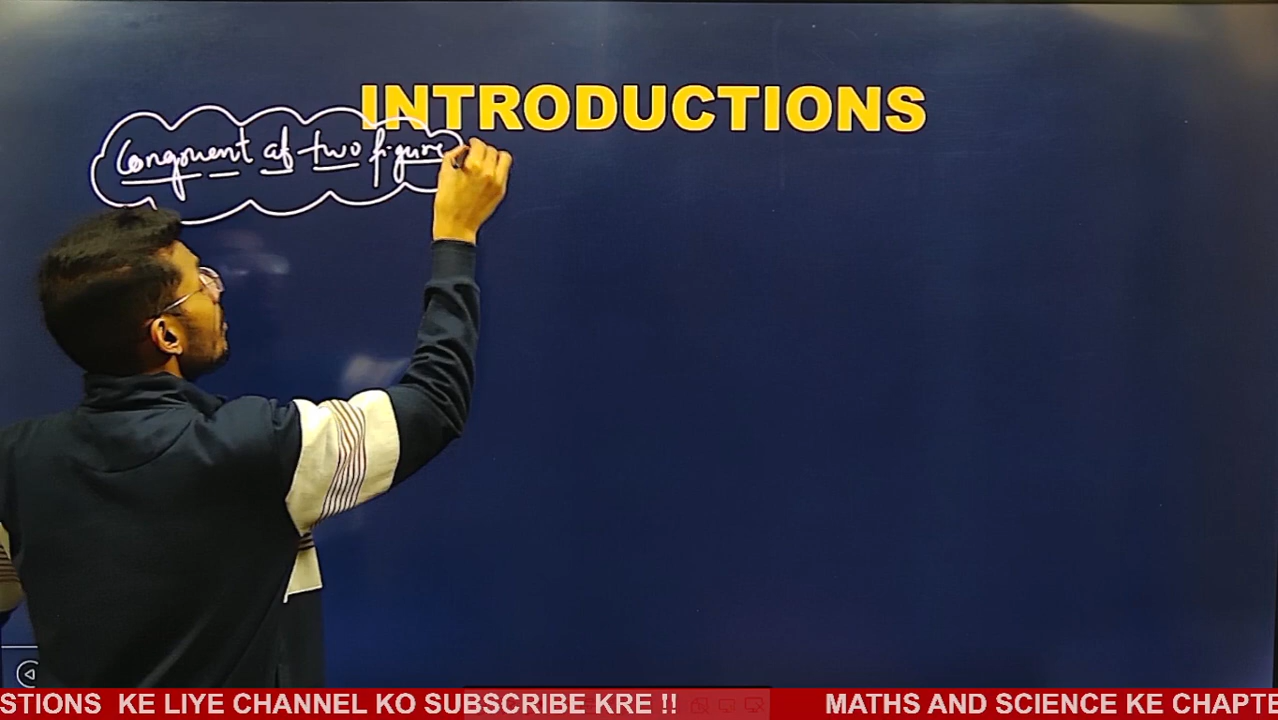 INTRODUCTIONS
Congruent of two figure
STIONS KE LIYE CHANNEL KO SUBSCRIBE KRE !! MATHS AND SCIENCE KE CHAPTE